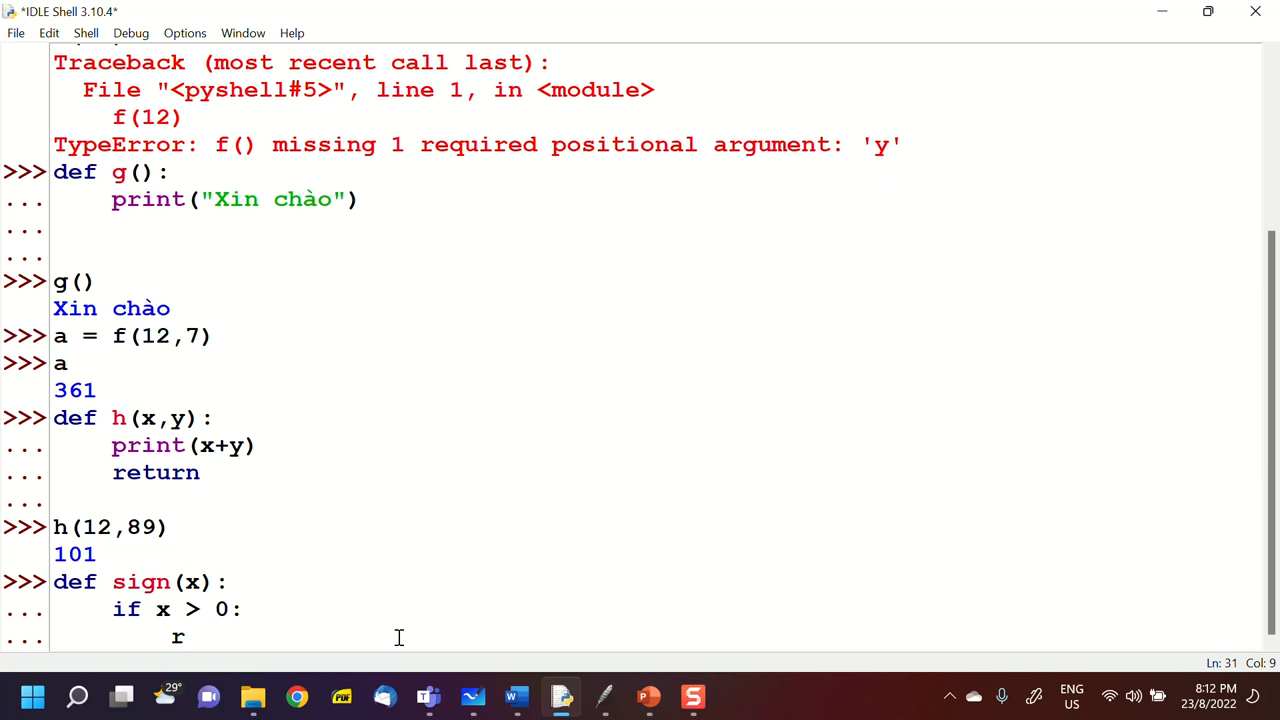 *IDLE Shell 3.10.4*
File Edit Shell Debug Options Window Help
Traceback (most recent call last):
File "<pyshell#5>", line 1, in <module>
f(12)
TypeError: f() missing 1 required positional argument: 'y'
>>> def g():
... print("Xin chào")
...
...
>>> g()
Xin chào
>>> a = f(12,7)
>>> a
361
>>> def h(x,y):
... print(x+y)
... return
...
>>> h(12,89)
101
>>> def sign(x):
... if x > 0:
... r
Ln: 31 Col: 9
29°
PDF
ENG
US
8:12 PM
23/8/2022